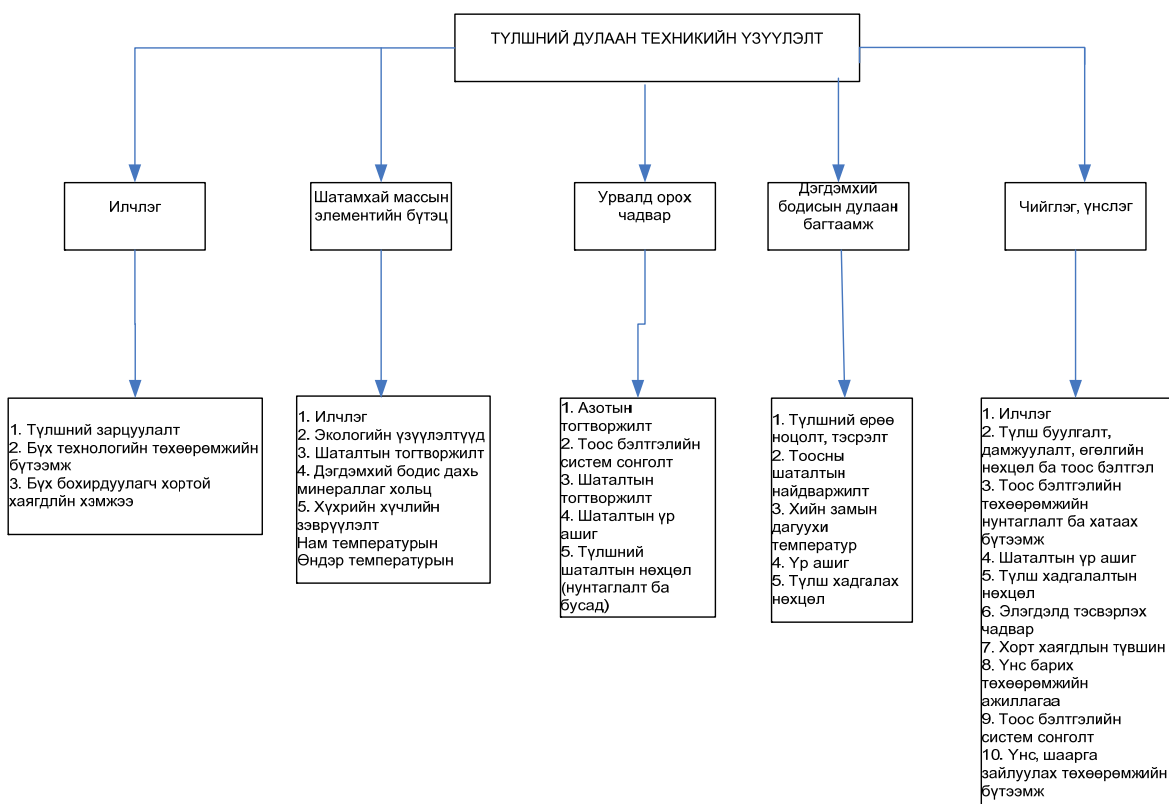 ТҮЛШНИЙ ДУЛААН ТЕХНИКИЙН ҮЗҮҮЛЭЛТ
Илчлэг
Шатамхай массын
элементийн бүтэц
Урвалд орох
чадвар
Дэгдэмхий
бодисын дулаан
багтаамж
Чийглэг, үнслэг
1. Түлшний зарцуулалт
2. Бүх технологийн төхөөрөмжийн
бүтээмж
3. Бүх бохирдуулагч хортой
хаягдлйн хэмжээ
1. Илчлэг
2. Экологийн үзүүлэлтүүд
3. Шаталтын тогтворжилт
4. Дэгдэмхий бодис дахь
минераллаг хольц
5. Хүхрийн хүчлийн
зэврүүлэлт
Нам температурын
Өндөр температурын
1. Азотын
тогтворжилт
2. Тоос бэлтгэлийн
систем сонголт
3. Шаталтын
тогтворжилт
4. Шаталтын үр
ашиг
5. Түлшний
шаталтын нөхцөл
(нунтаглалт ба
бусад)
1. Түлшний өрөө
ноцолт, тэсрэлт
2. Тоосны
шаталтын
найдваржилт
3. Хийн замын
дагуухи
температур
4. Үр ашиг
5. Түлш хадгалах
нөхцөл
1. Илчлэг
2. Түлш буулгалт,
дамжуулалт, өгөлгийн
нөхцөл ба тоос бэлтгэл
3. Тоос бэлтгэлийн
төхөөрөмжийн
нунтаглалт ба хатаах
бүтээмж
4. Шаталтын үр ашиг
5. Түлш хадгалалтын
нөхцөл
6. Элэгдэлд тэсвэрлэх
чадвар
7. Хорт хаягдлын түвшин
8. Үнс барих
төхөөрөмжийн
ажиллагаа
9. Тоос бэлтгэлийн
систем сонголт
10. Үнс, шаарга
зайлуулах төхөөрөмжийн
бүтээмж